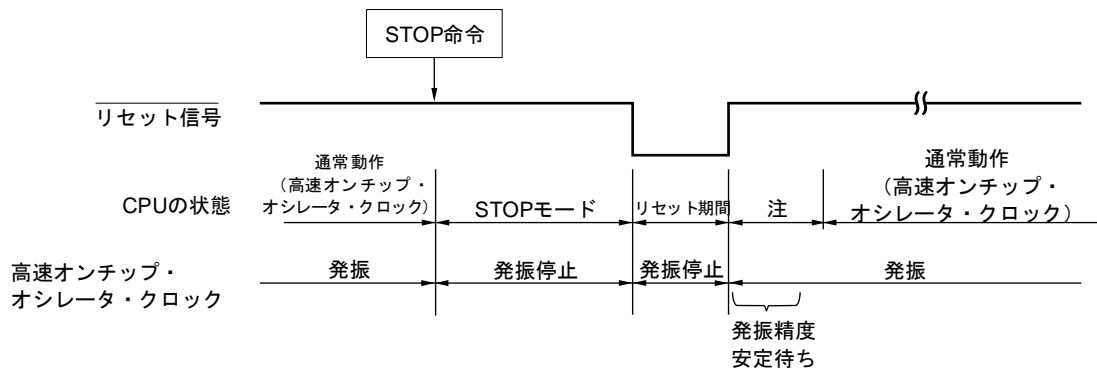 STOP命令
リセット信号
通常動作
（高速オンチップ・
オシレータ・クロック）
通常動作
（高速オンチップ・
オシレータ・クロック）
CPUの状態
STOPモード
リセット期間
注
高速オンチップ・
オシレータ・クロック
発振
発振停止
発振停止
発振
発振精度
安定待ち